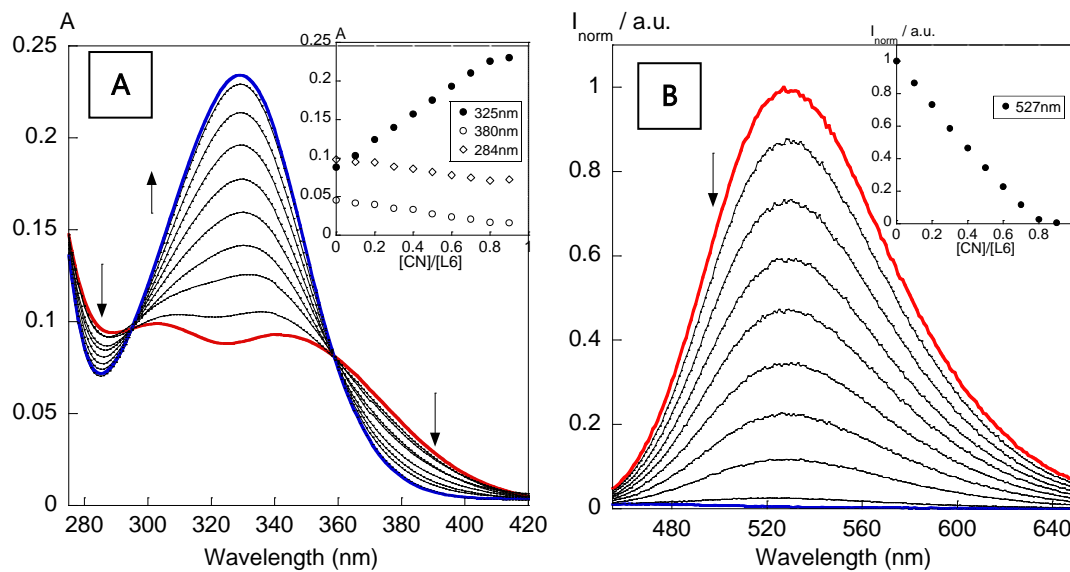 A
0.25
0.2
0.15
0.1
0.05
0
280 300 320 340 360 380 400 420
Wavelength (nm)
A
A
0.25
0.2
0.15
0.1
0.05
0
0 0.2 0.4 0.6 0.8 1
[CN]/[L6]
325nm
380nm
284nm
I norm / a.u.
1
0.8
0.6
0.4
0.2
0
480 520 560 600 640
Wavelength (nm)
B
I norm / a.u.
1
0.8
0.6
0.4
0.2
0
0 0.2 0.4 0.6 0.8
[CN]/[L6]
527nm